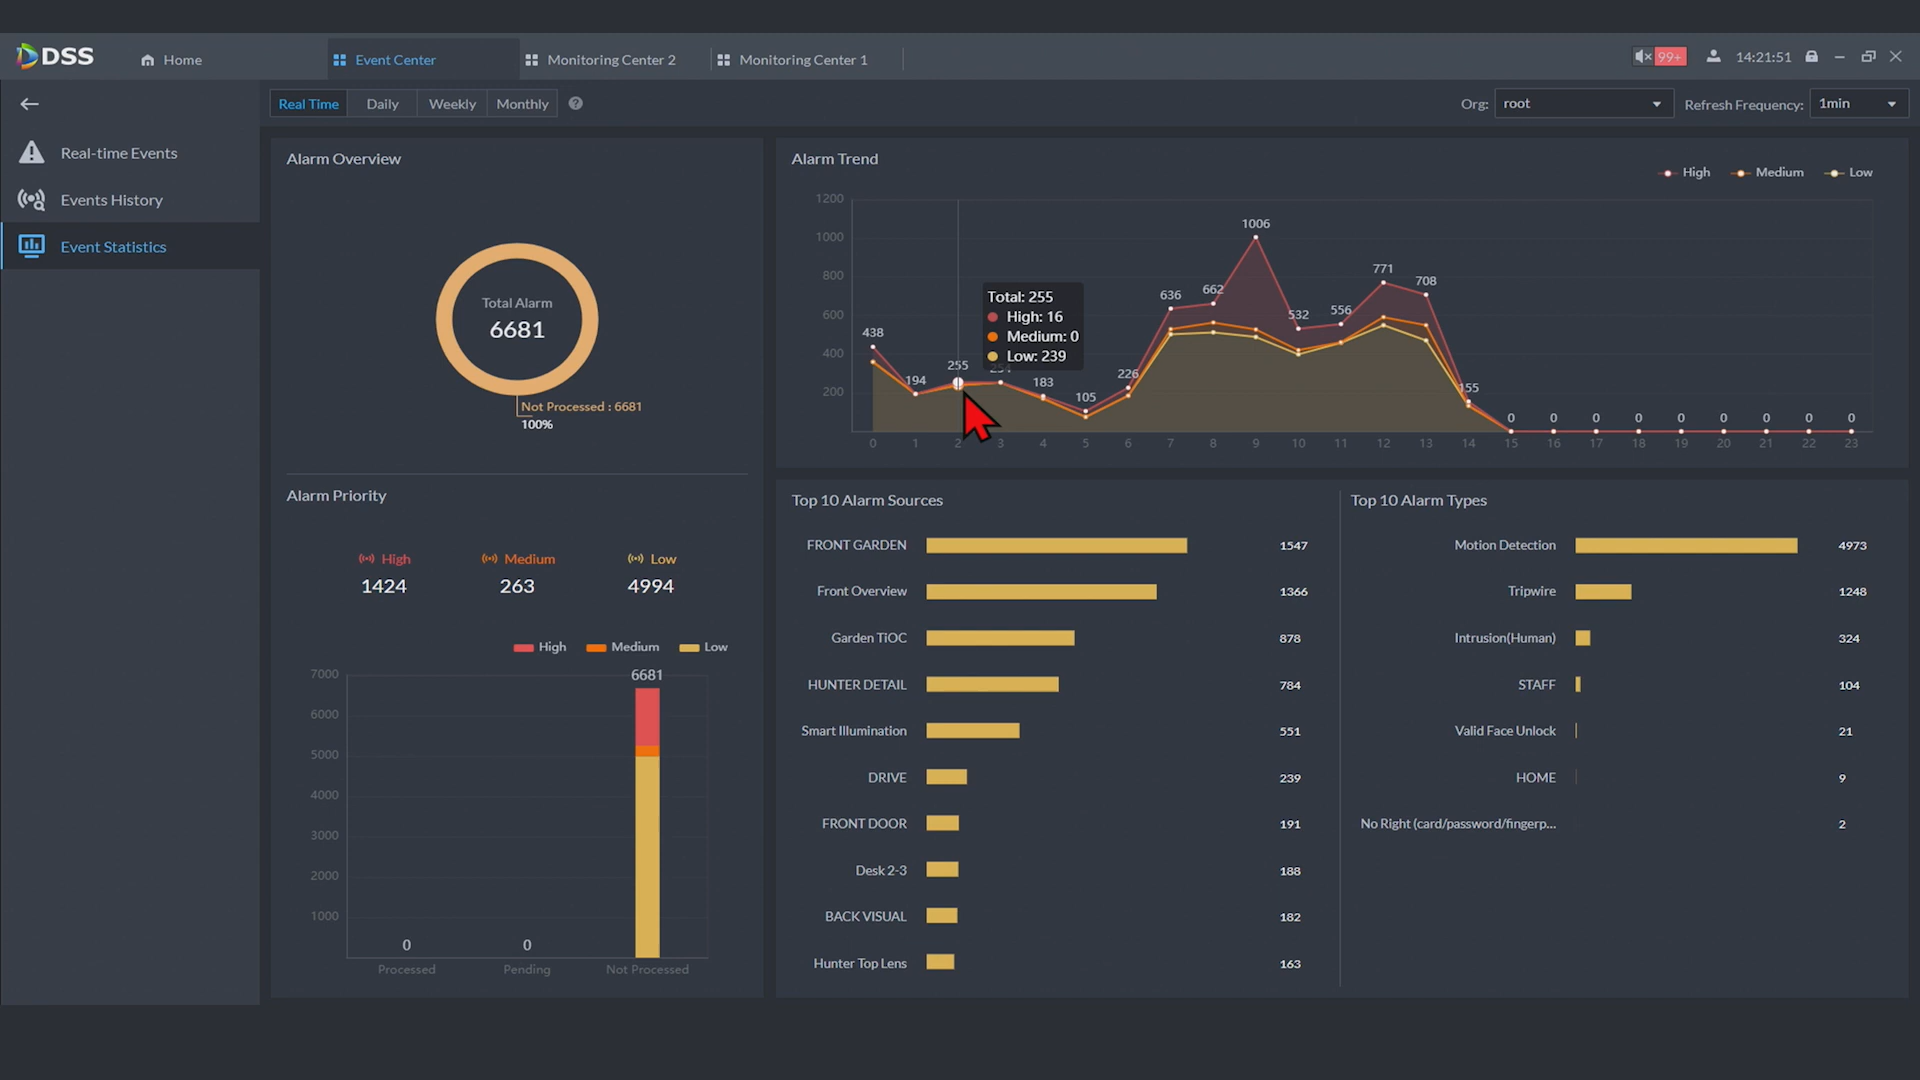 DSS
Home
Event Center
Monitoring Center 2
Monitoring Center 1
99+
14:21:51
Real-time Events
Events History
Event Statistics
Real Time
Daily
Weekly
Monthly
?
Org: root
Refresh Frequency: 1min
Alarm Overview
Total Alarm
6681
Not Processed : 6681
100%
Alarm Priority
High
Medium
Low
1424
263
4994
High
Medium
Low
7000
6000
5000
4000
3000
2000
1000
0
0
6681
Processed
Pending
Not Processed
Alarm Trend
High
Medium
Low
1200
1000
800
600
400
200
438
194
255
254
183
105
226
636
662
1006
532
556
771
708
155
0
0
0
0
0
0
0
0
0
0 1 2 3 4 5 6 7 8 9 10 11 12 13 14 15 16 17 18 19 20 21 22 23
Total: 255
High: 16
Medium: 0
Low: 239
Top 10 Alarm Sources
FRONT GARDEN 1547
Front Overview 1366
Garden TiOC 878
HUNTER DETAIL 784
Smart Illumination 551
DRIVE 239
FRONT DOOR 191
Desk 2-3 188
BACK VISUAL 182
Hunter Top Lens 163
Top 10 Alarm Types
Motion Detection 4973
Tripwire 1248
Intrusion(Human) 324
STAFF 104
Valid Face Unlock 21
HOME 9
No Right (card/password/fingerp... 2